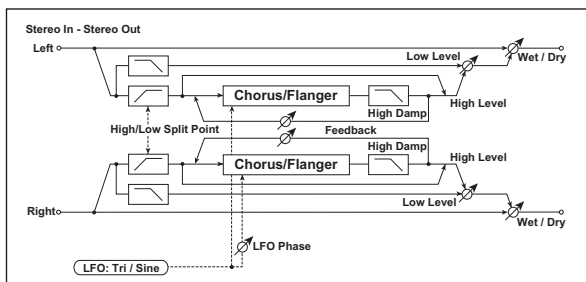 Stereo In - Stereo Out
Left
Wet / Dry
Low Level
Chorus/Flanger
High Damp
High Level
High/Low Split Point
Feedback
Chorus/Flanger
High Damp
High Level
Low Level
Right
Wet / Dry
LFO Phase
LFO: Tri / Sine